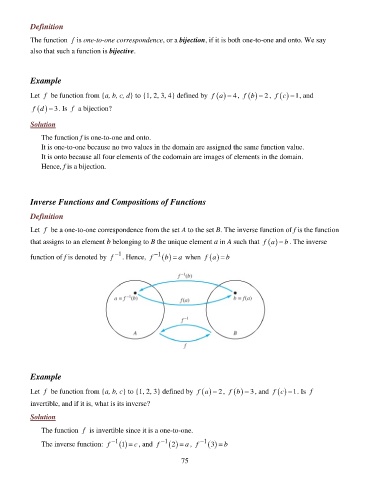 Definition
The function f is one-to-one correspondence, or a bijection, if it is both one-to-one and onto. We say
also that such a function is bijective.
Example
Let f be function from {a, b, c, d} to {1, 2, 3, 4} defined by f(a)=4, f(b)=2, f(c)=1, and
f(d)=3. Is f a bijection?
Solution
The function f is one-to-one and onto.
It is one-to-one because no two values in the domain are assigned the same function value.
It is onto because all four elements of the codomain are images of elements in the domain.
Hence, f is a bijection.
Inverse Functions and Compositions of Functions
Definition
Let f be a one-to-one correspondence from the set A to the set B. The inverse function of f is the function
that assigns to an element b belonging to B the unique element a in A such that f(a)=b. The inverse
function of f is denoted by f⁻¹. Hence, f⁻¹(b)=a when f(a)=b
f⁻¹(b)
a = f⁻¹(b)
f(a)
b = f(a)
f⁻¹
A
B
f
Example
Let f be function from {a, b, c} to {1, 2, 3} defined by f(a)=2, f(b)=3, and f(c)=1. Is f
invertible, and if it is, what is its inverse?
Solution
The function f is invertible since it is a one-to-one.
The inverse function: f⁻¹(1)=c, and f⁻¹(2)=a, f⁻¹(3)=b
75